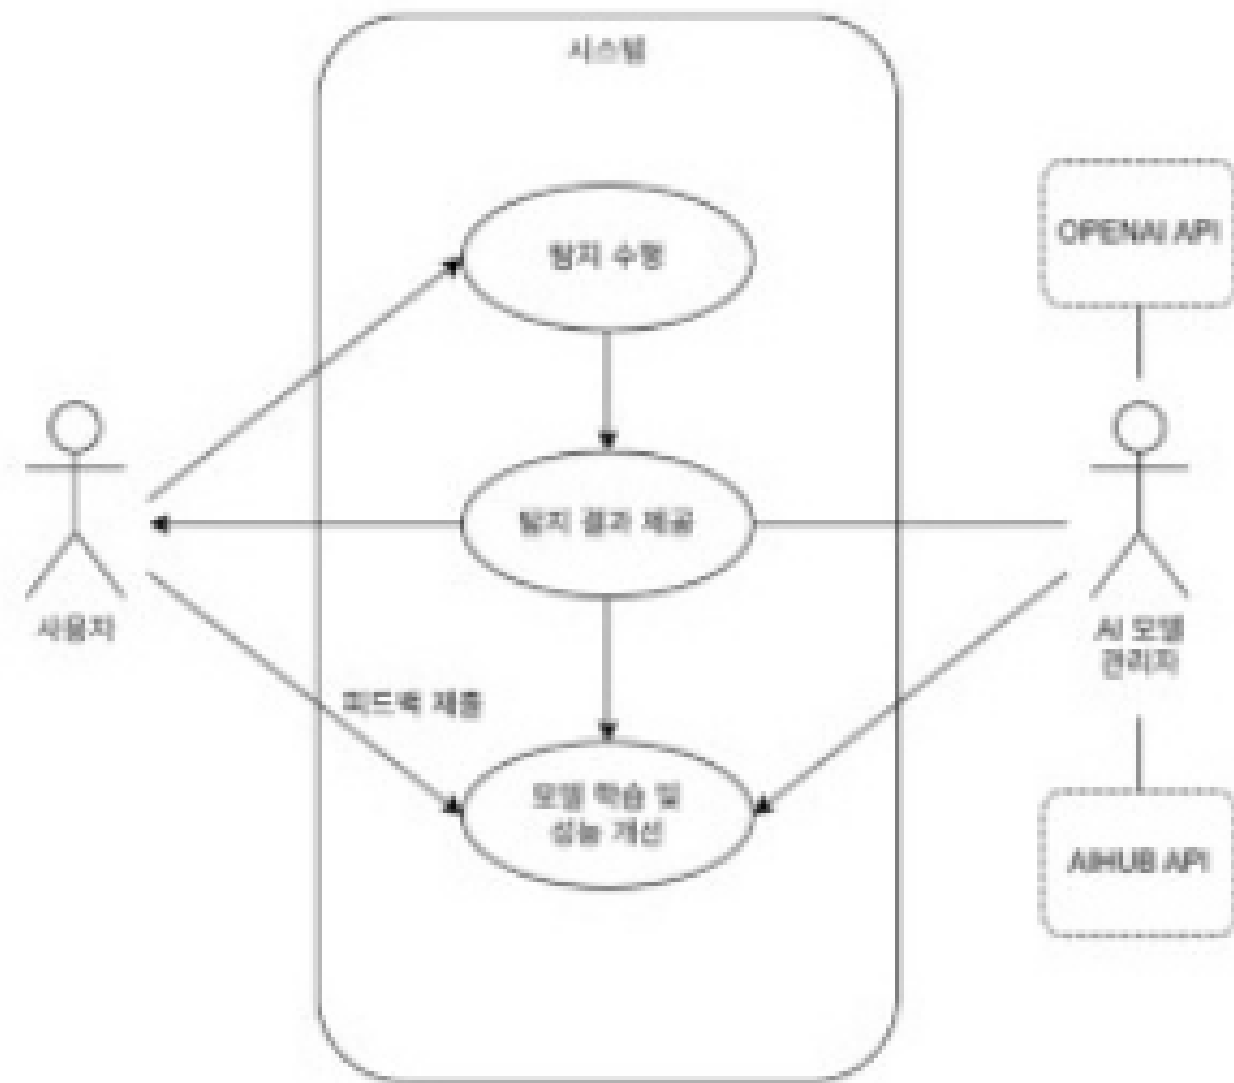 시스템
탐지 수행
OPENAI API
탐지 결과 제공
사용자
AI 모델
관리자
피드백 제출
모델 학습 및
성능 개선
AIHUB API